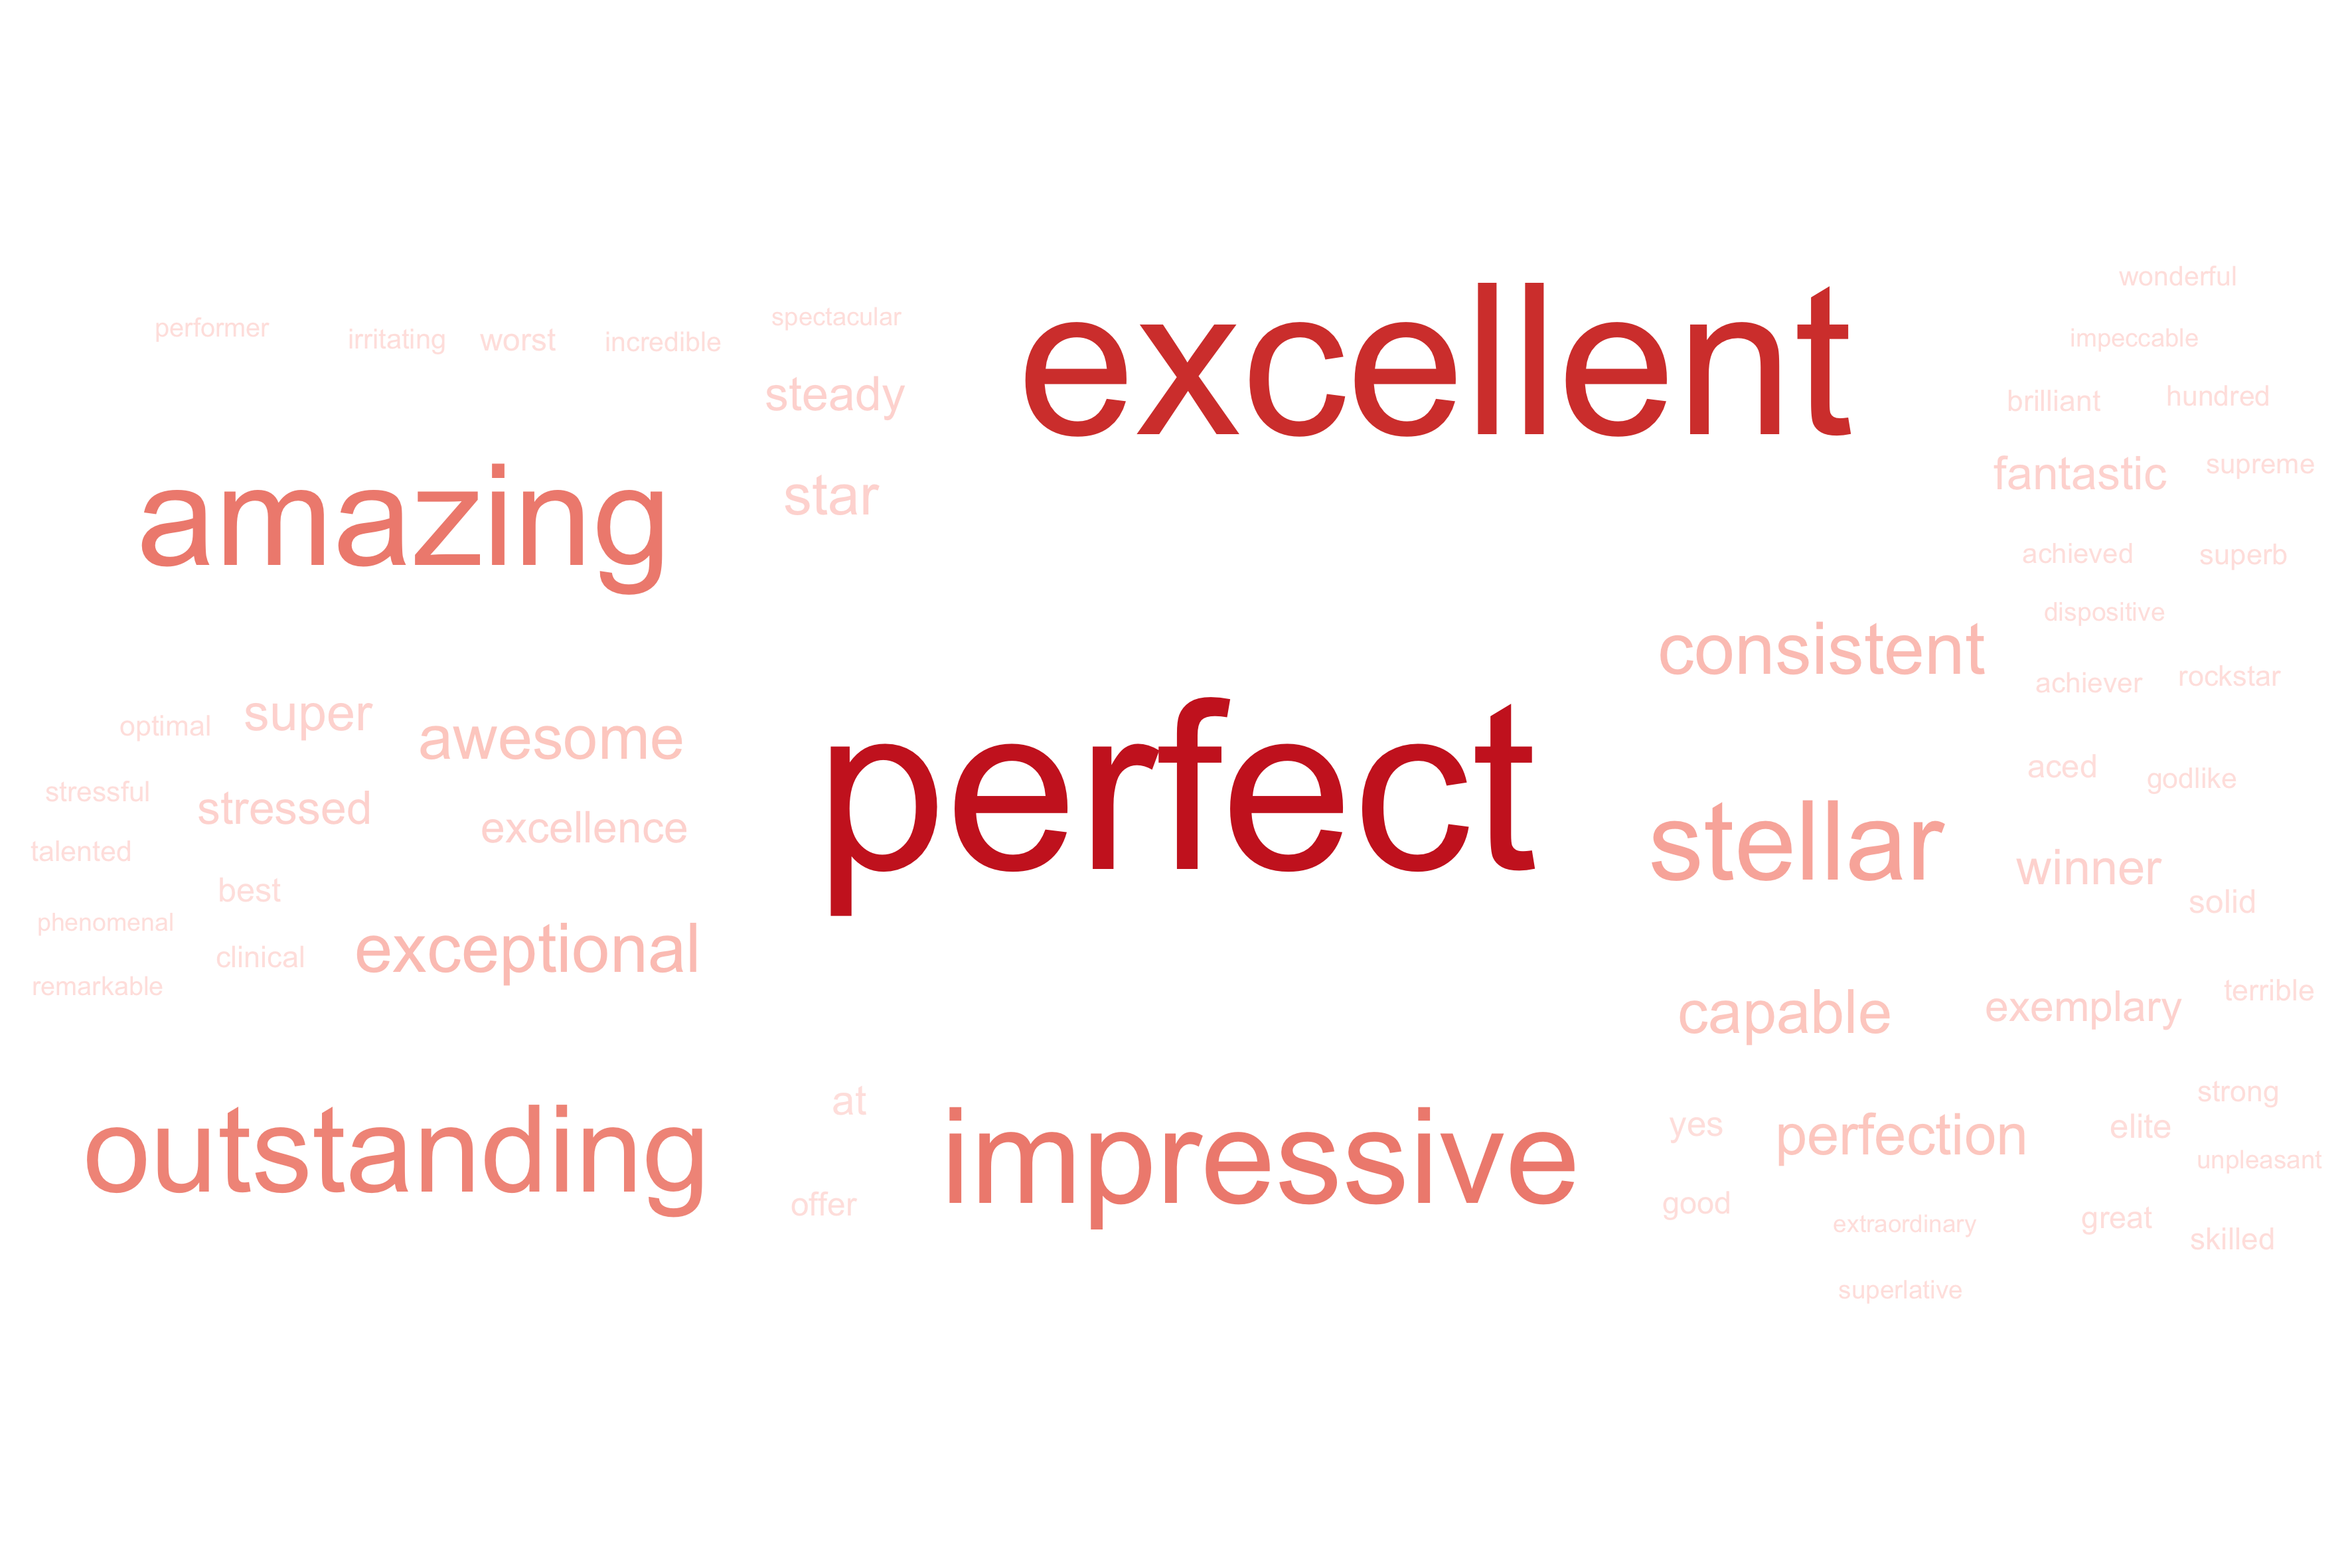 wonderful
excellent
spectacular
performer
irritating
worst
incredible
impeccable
steady
brilliant
hundred
amazing
star
fantastic
supreme
achieved
superb
dispositive
consistent
achiever
rockstar
optimal
super
awesome
perfect
aced
godlike
stressful
stressed
excellence
stellar
talented
winner
best
solid
phenomenal
clinical
exceptional
remarkable
capable
exemplary
terrible
at
strong
outstanding
impressive
yes
perfection
elite
unpleasant
offer
good
extraordinary
great
skilled
superlative